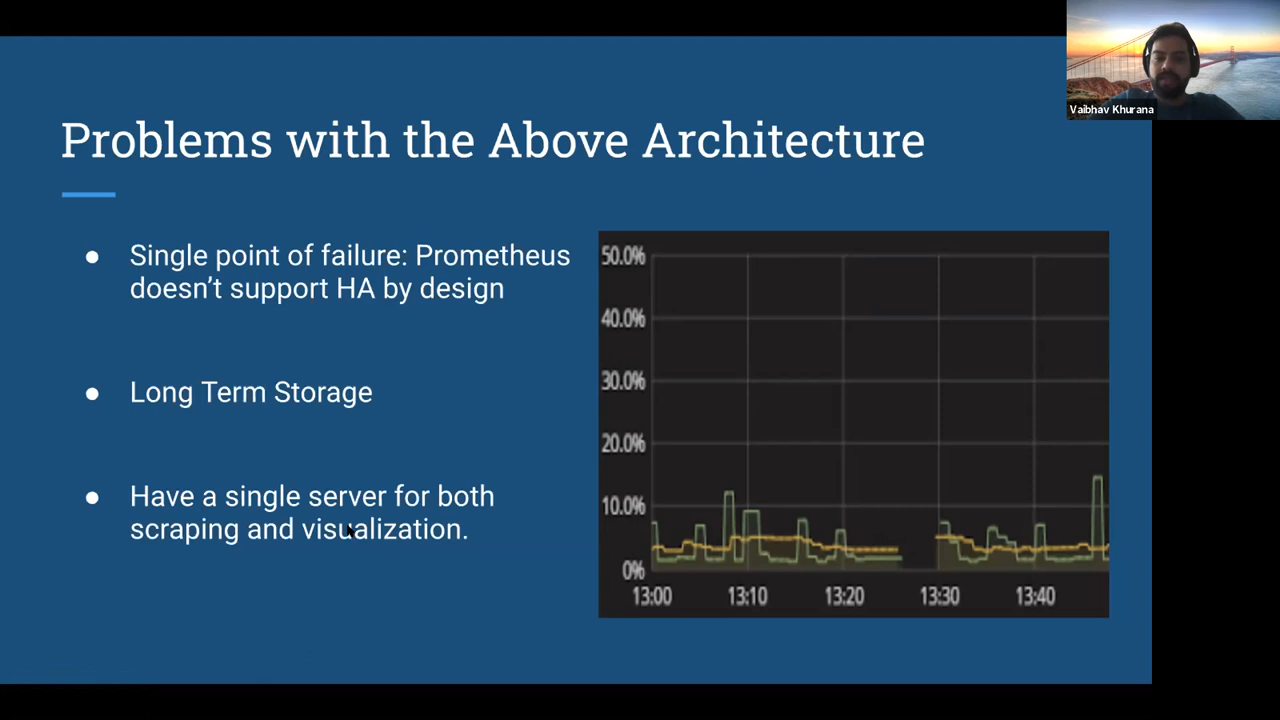 Vaibhav Khurana
Problems with the Above Architecture
● Single point of failure: Prometheus
doesn’t support HA by design
● Long Term Storage
● Have a single server for both
scraping and visualization.
50.0%
40.0%
30.0%
20.0%
10.0%
0%
13:00 13:10 13:20 13:30 13:40